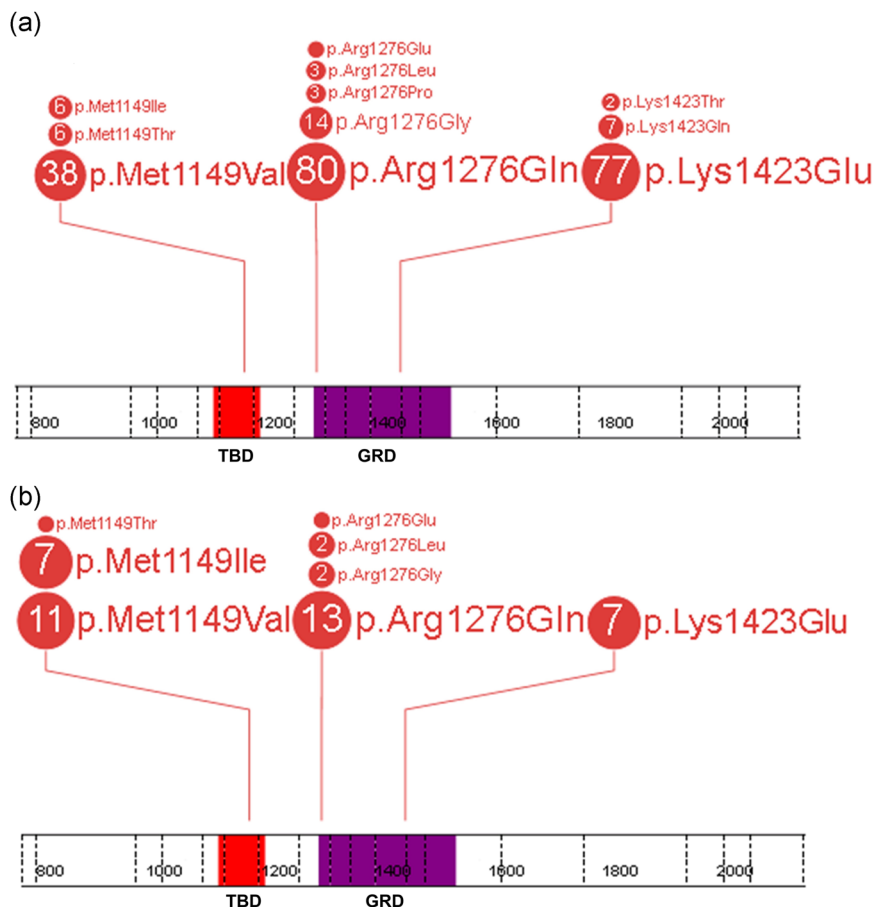 (a)
p.Arg1276Glu
3 p.Arg1276Leu
3 p.Arg1276Pro
14 p.Arg1276Gly
6 p.Met1149Ile
6 p.Met1149Thr
38 p.Met1149Val
80 p.Arg1276Gln
2 p.Lys1423Thr
7 p.Lys1423Gln
77 p.Lys1423Glu
800 1000 1200 1400 1600 1800 2000
TBD GRD
(b)
p.Met1149Thr
7 p.Met1149Ile
11 p.Met1149Val
p.Arg1276Glu
2 p.Arg1276Leu
2 p.Arg1276Gly
13 p.Arg1276Gln
7 p.Lys1423Glu
800 1000 1200 1400 1600 1800 2000
TBD GRD